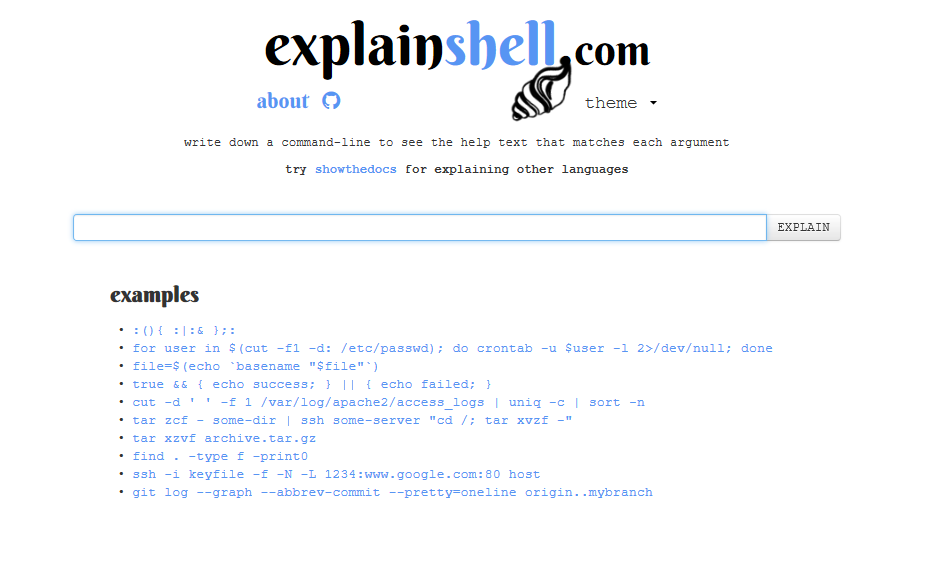 explainshell.com
about theme
write down a command-line to see the help text that matches each argument
try showthedocs for explaining other languages
EXPLAIN
examples
• :(){ :|:& };:
• for user in $(cut -f1 -d: /etc/passwd); do crontab -u $user -l 2>/dev/null; done
• file=$(echo `basename "$file"`)
• true && { echo success; } || { echo failed; }
• cut -d ' ' -f 1 /var/log/apache2/access_logs | uniq -c | sort -n
• tar zcf - some-dir | ssh some-server "cd /; tar xvzf -"
• tar xzvf archive.tar.gz
• find . -type f -print0
• ssh -i keyfile -f -N -L 1234:www.google.com:80 host
• git log --graph --abbrev-commit --pretty=oneline origin..mybranch